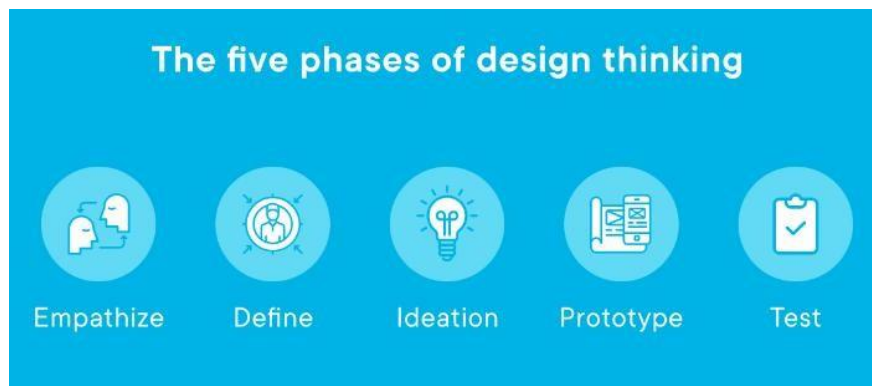 The five phases of design thinking
Empathize
Define
Ideation
Prototype
Test